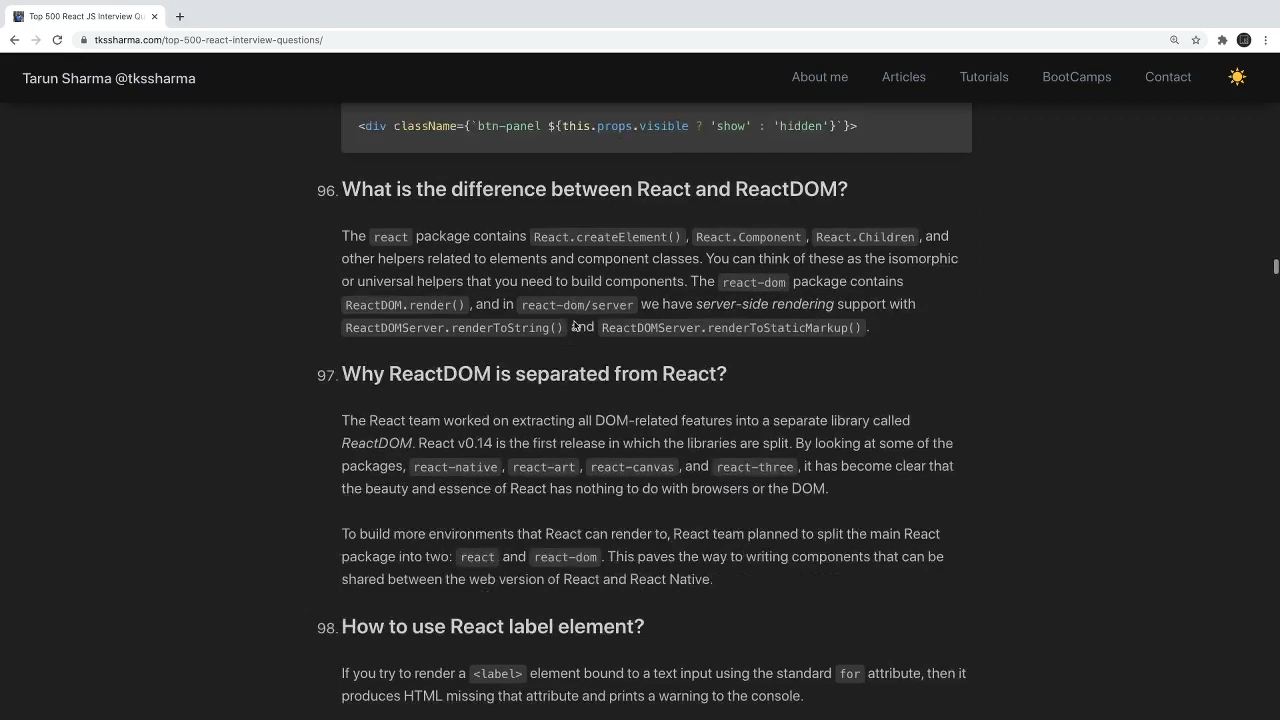 Top 500 React JS Interview Qu
tkssharma.com/top-500-react-interview-questions/
Tarun Sharma @tkssharma
About me
Articles
Tutorials
BootCamps
Contact
<div className={`btn-panel ${this.props.visible ? 'show' : 'hidden'}`}>
96. What is the difference between React and ReactDOM?
The react package contains React.createElement(), React.Component, React.Children, and
other helpers related to elements and component classes. You can think of these as the isomorphic
or universal helpers that you need to build components. The react-dom package contains
ReactDOM.render(), and in react-dom/server we have server-side rendering support with
ReactDOMServer.renderToString() and ReactDOMServer.renderToStaticMarkup().
97. Why ReactDOM is separated from React?
The React team worked on extracting all DOM-related features into a separate library called
ReactDOM. React v0.14 is the first release in which the libraries are split. By looking at some of the
packages, react-native, react-art, react-canvas, and react-three, it has become clear that
the beauty and essence of React has nothing to do with browsers or the DOM.
To build more environments that React can render to, React team planned to split the main React
package into two: react and react-dom. This paves the way to writing components that can be
shared between the web version of React and React Native.
98. How to use React label element?
If you try to render a <label> element bound to a text input using the standard for attribute, then it
produces HTML missing that attribute and prints a warning to the console.